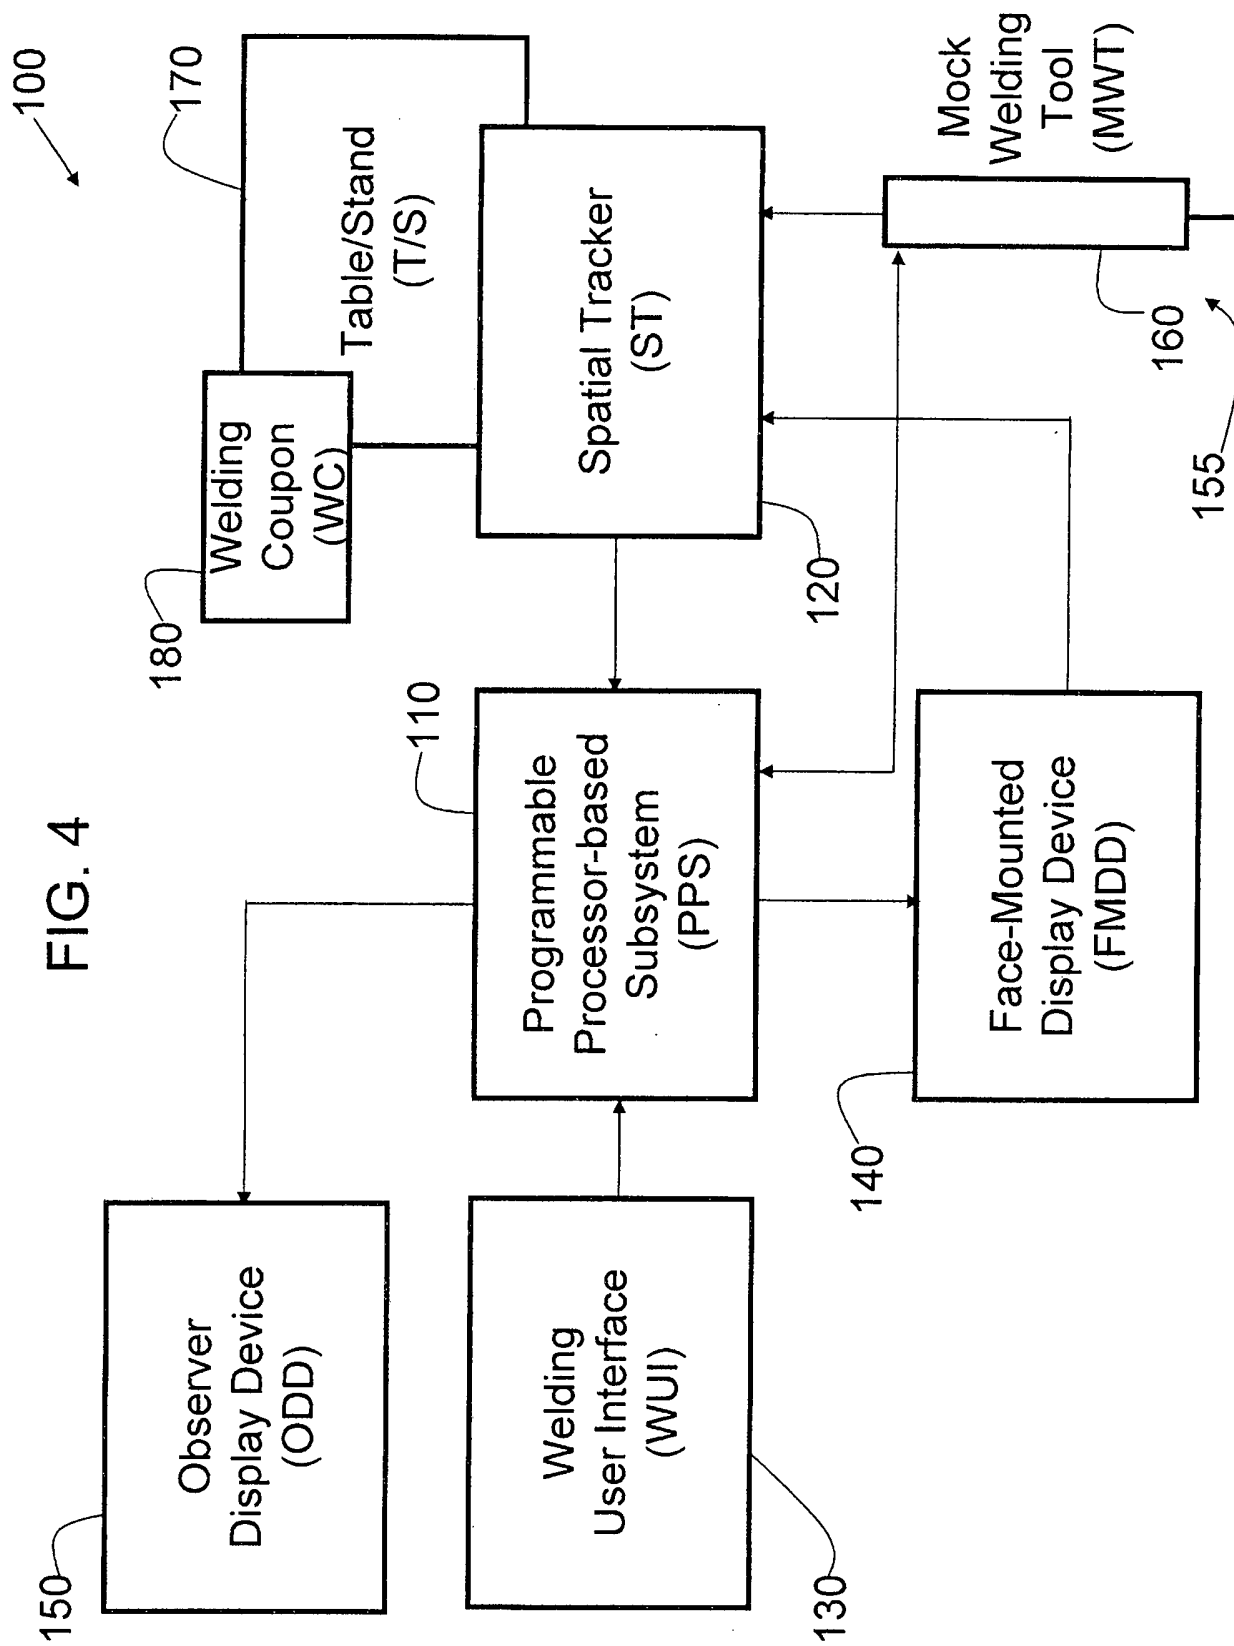 FIG. 4
100
150
Observer
Display Device
(ODD)
110
180
Welding
Coupon
(WC)
170
Table/Stand
(T/S)
Welding
User Interface
(WUI)
130
Programmable
Processor-based
Subsystem
(PPS)
Spatial Tracker
(ST)
120
140
Face-Mounted
Display Device
(FMDD)
Mock
Welding
Tool
(MWT)
160
155